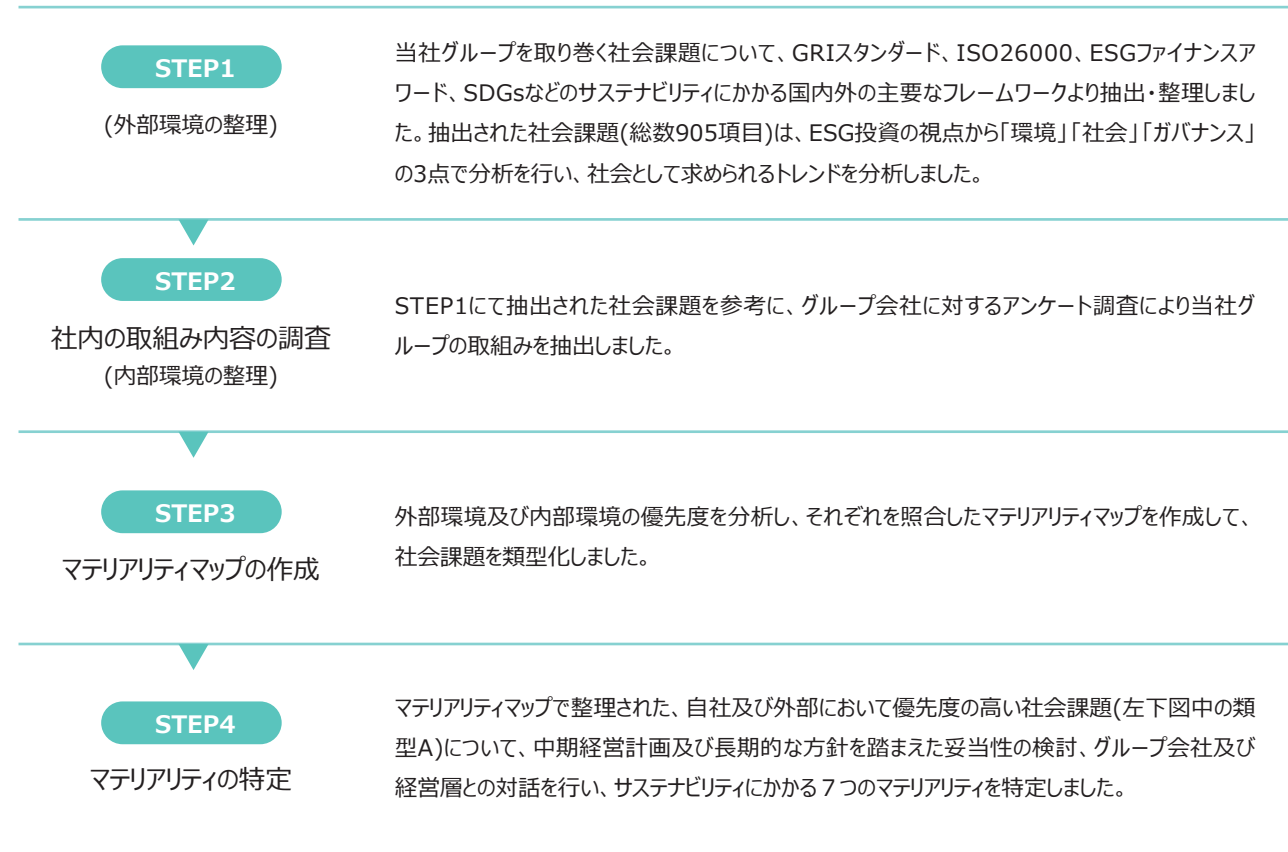 STEP1
(外部環境の整理)
当社グループを取り巻く社会課題について、GRIスタンダード、ISO26000、ESGファイナンスア
ワード、SDGsなどのサステナビリティにかかる国内外の主要なフレームワークより抽出・整理しまし
た。抽出された社会課題(総数905項目)は、ESG投資の視点から「環境」「社会」「ガバナンス」
の3点で分析を行い、社会として求められるトレンドを分析しました。
STEP2
社内の取組み内容の調査
(内部環境の整理)
STEP1にて抽出された社会課題を参考に、グループ会社に対するアンケート調査により当社グ
ループの取組みを抽出しました。
STEP3
マテリアリティマップの作成
外部環境及び内部環境の優先度を分析し、それぞれを照合したマテリアリティマップを作成して、
社会課題を類型化しました。
STEP4
マテリアリティの特定
マテリアリティマップで整理された、自社及び外部において優先度の高い社会課題(左下図中の類
型A)について、中期経営計画及び長期的な方針を踏まえた妥当性の検討、グループ会社及び
経営層との対話を行い、サステナビリティにかかる７つのマテリアリティを特定しました。